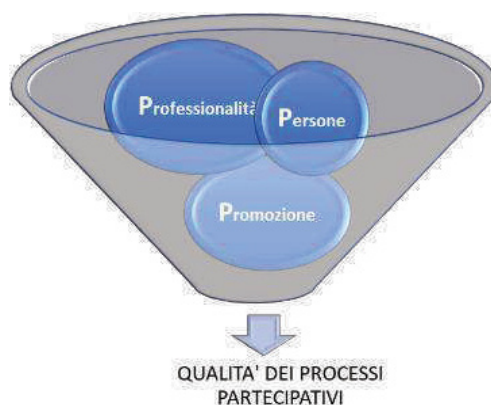 Professionalità
Persone
Promozione
QUALITA' DEI PROCESSI
PARTECIPATIVI